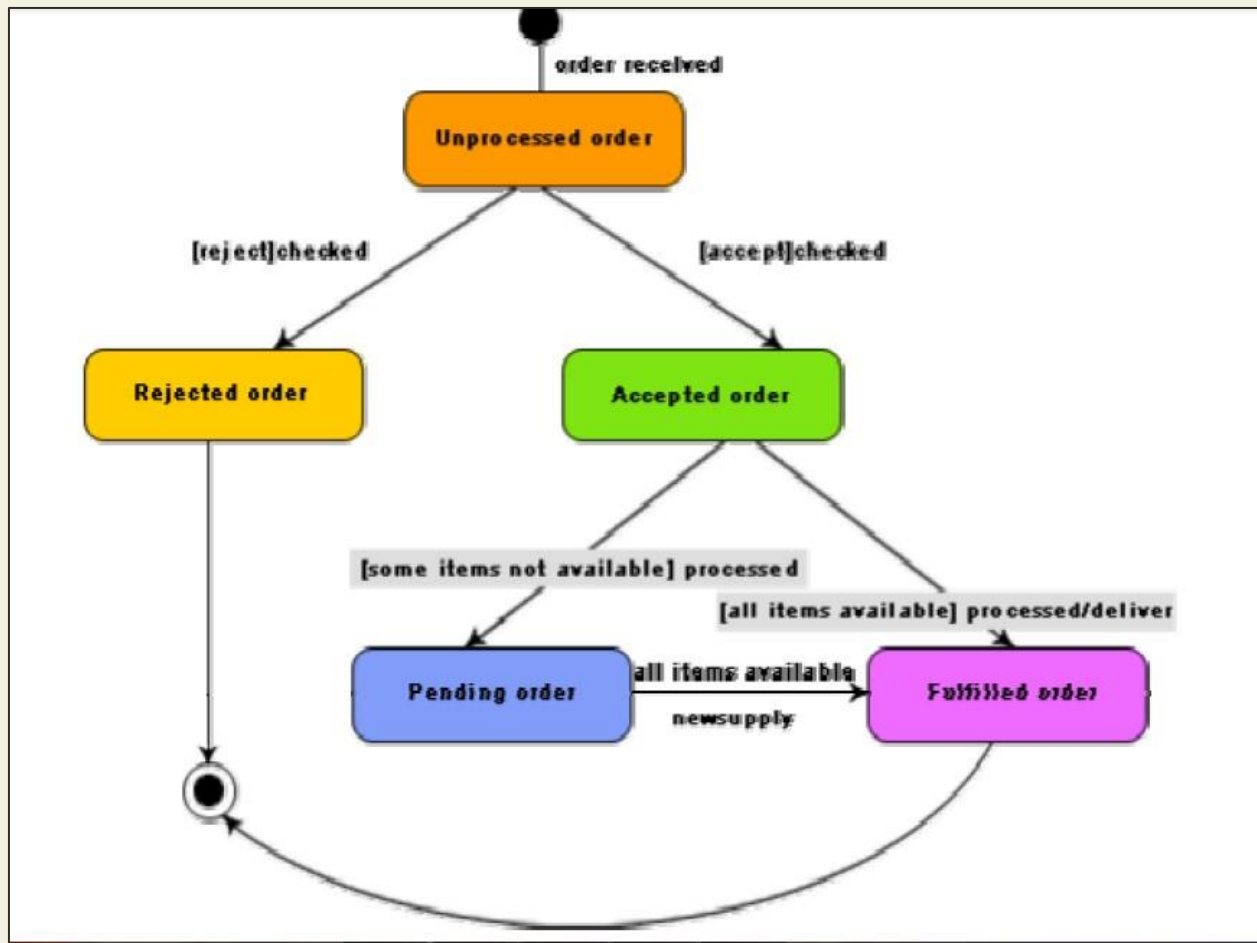 order received
Unprocessed order
[reject]checked
[accept]checked
Rejected order
Accepted order
[some items not available] processed
[all items available] processed/deliver
all items available
Pending order
Fulfilled order
newsupply